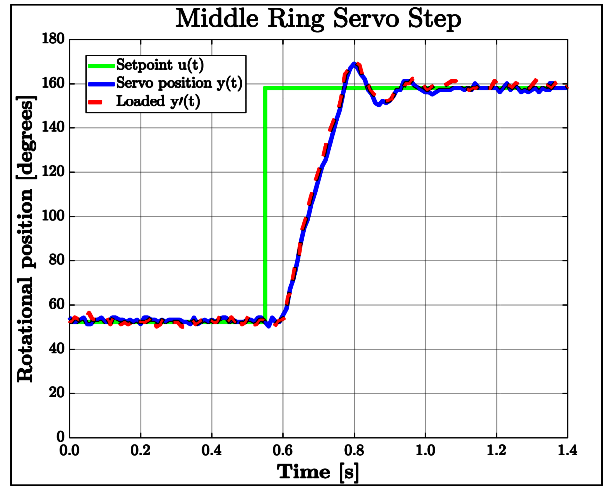 Middle Ring Servo Step
Setpoint u(t)
Servo position y(t)
Loaded y′(t)
Rotational position [degrees]
180
160
140
120
100
80
60
40
20
0
0.0 0.2 0.4 0.6 0.8 1.0 1.2 1.4
Time [s]